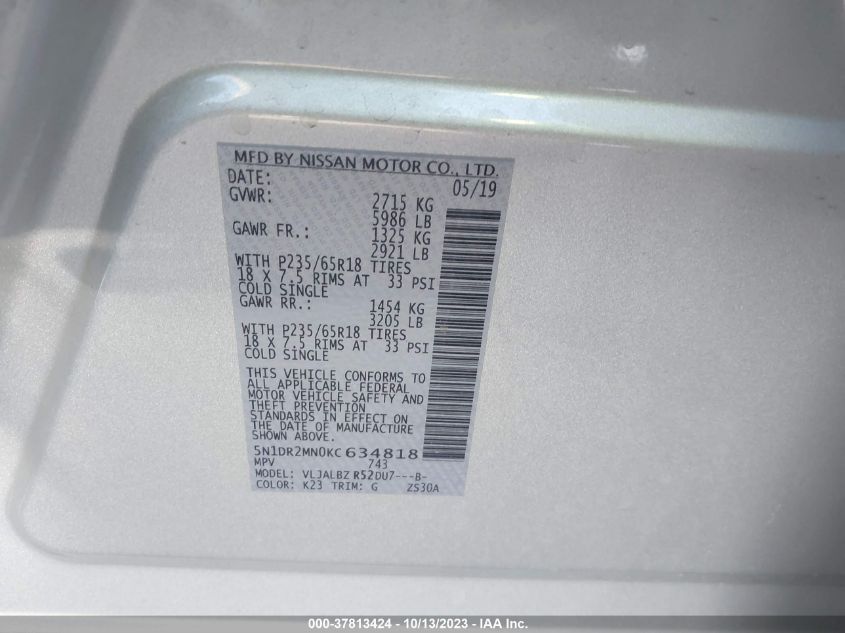 MFD BY NISSAN MOTOR CO., LTD.
DATE: 05/19
GVWR: 2715 KG
5986 LB
GAWR FR.: 1325 KG
2921 LB
WITH P235/65R18 TIRES
18 X 7.5 RIMS AT 33 PSI
COLD SINGLE
GAWR RR.: 1454 KG
3205 LB
WITH P235/65R18 TIRES
18 X 7.5 RIMS AT 33 PSI
COLD SINGLE
THIS VEHICLE CONFORMS TO
ALL APPLICABLE FEDERAL
MOTOR VEHICLE SAFETY AND
THEFT PREVENTION
STANDARDS IN EFFECT ON
THE DATE OF MANUFACTURE
SHOWN ABOVE.
5N1DR2MN0KC634818
MPV 743
MODEL: VLJALBZ R52DU7---B-
COLOR: K23 TRIM: G ZS30A
000-37813424 - 10/13/2023 - IAA Inc.